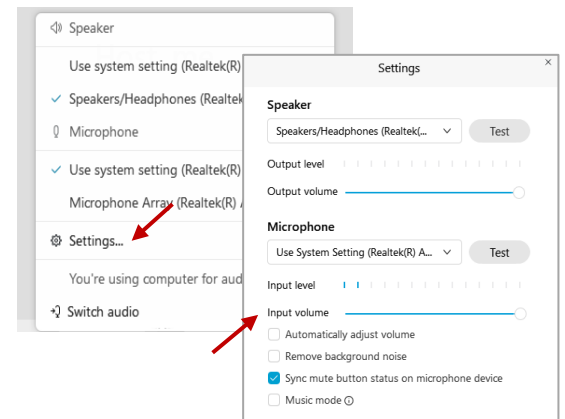 Speaker
Use system setting (Realtek(R)
Speakers/Headphones (Realtek
Microphone
Use system setting (Realtek(R)
Microphone Array (Realtek(R)
Settings...
You're using computer for aud
Switch audio
Settings
Speaker
Speakers/Headphones (Realtek(...
Test
Output level
Output volume
Microphone
Use System Setting (Realtek(R) A...
Test
Input level
Input volume
Automatically adjust volume
Remove background noise
Sync mute button status on microphone device
Music mode